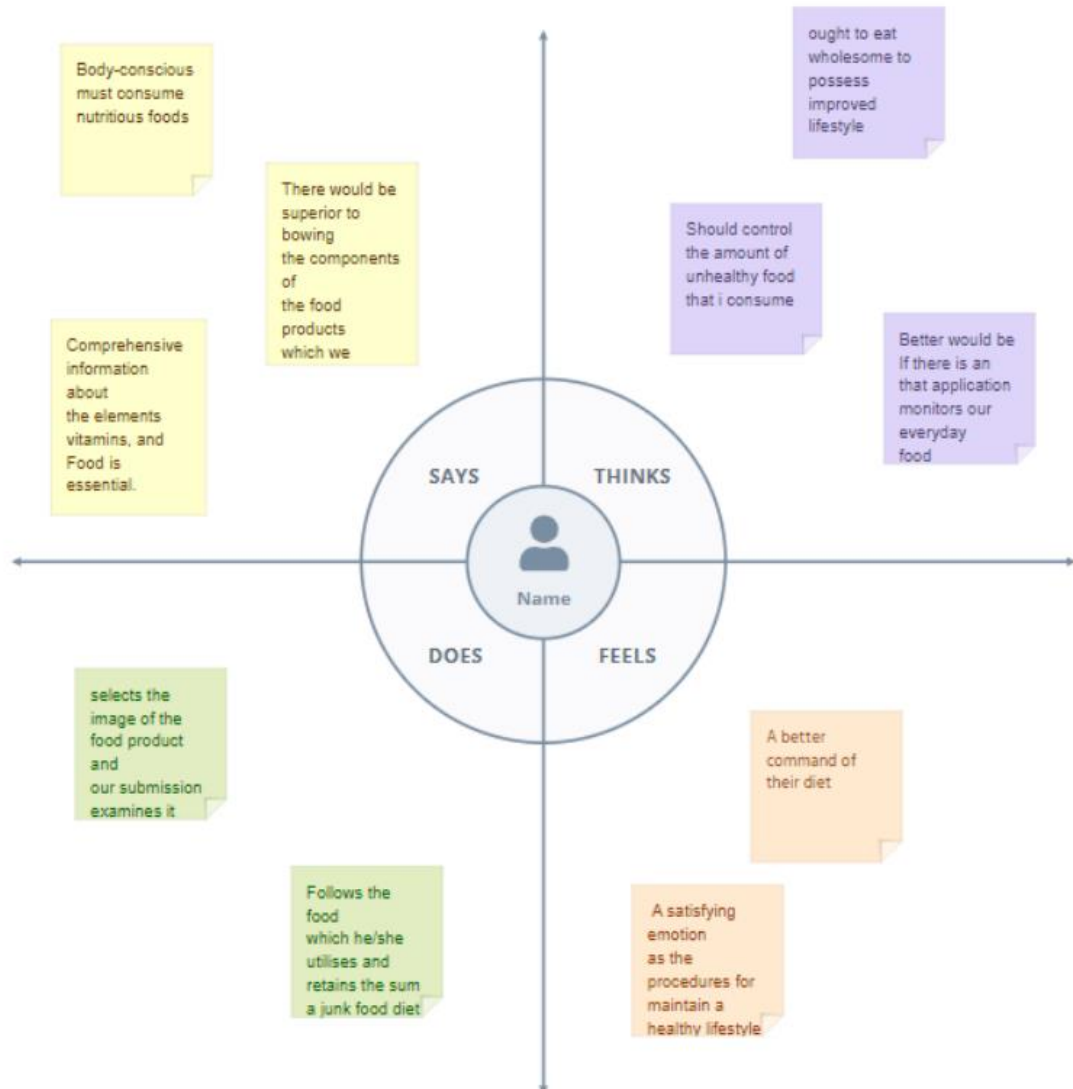 Body-conscious
must consume
nutritious foods
There would be
superior to
bowing
the components
of
the food
products
which we
Comprehensive
information
about
the elements
vitamins, and
Food is
essential.
ought to eat
wholesome to
possess
improved
lifestyle
Should control
the amount of
unhealthy food
that i consume
Better would be
If there is an
that application
monitors our
everyday
food
SAYS
THINKS
Name
DOES
FEELS
selects the
image of the
food product
and
our submission
examines it
Follows the
food
which he/she
utilises and
retains the sum
a junk food diet
A better
command of
their diet
A satisfying
emotion
as the
procedures for
maintain a
healthy lifestyle